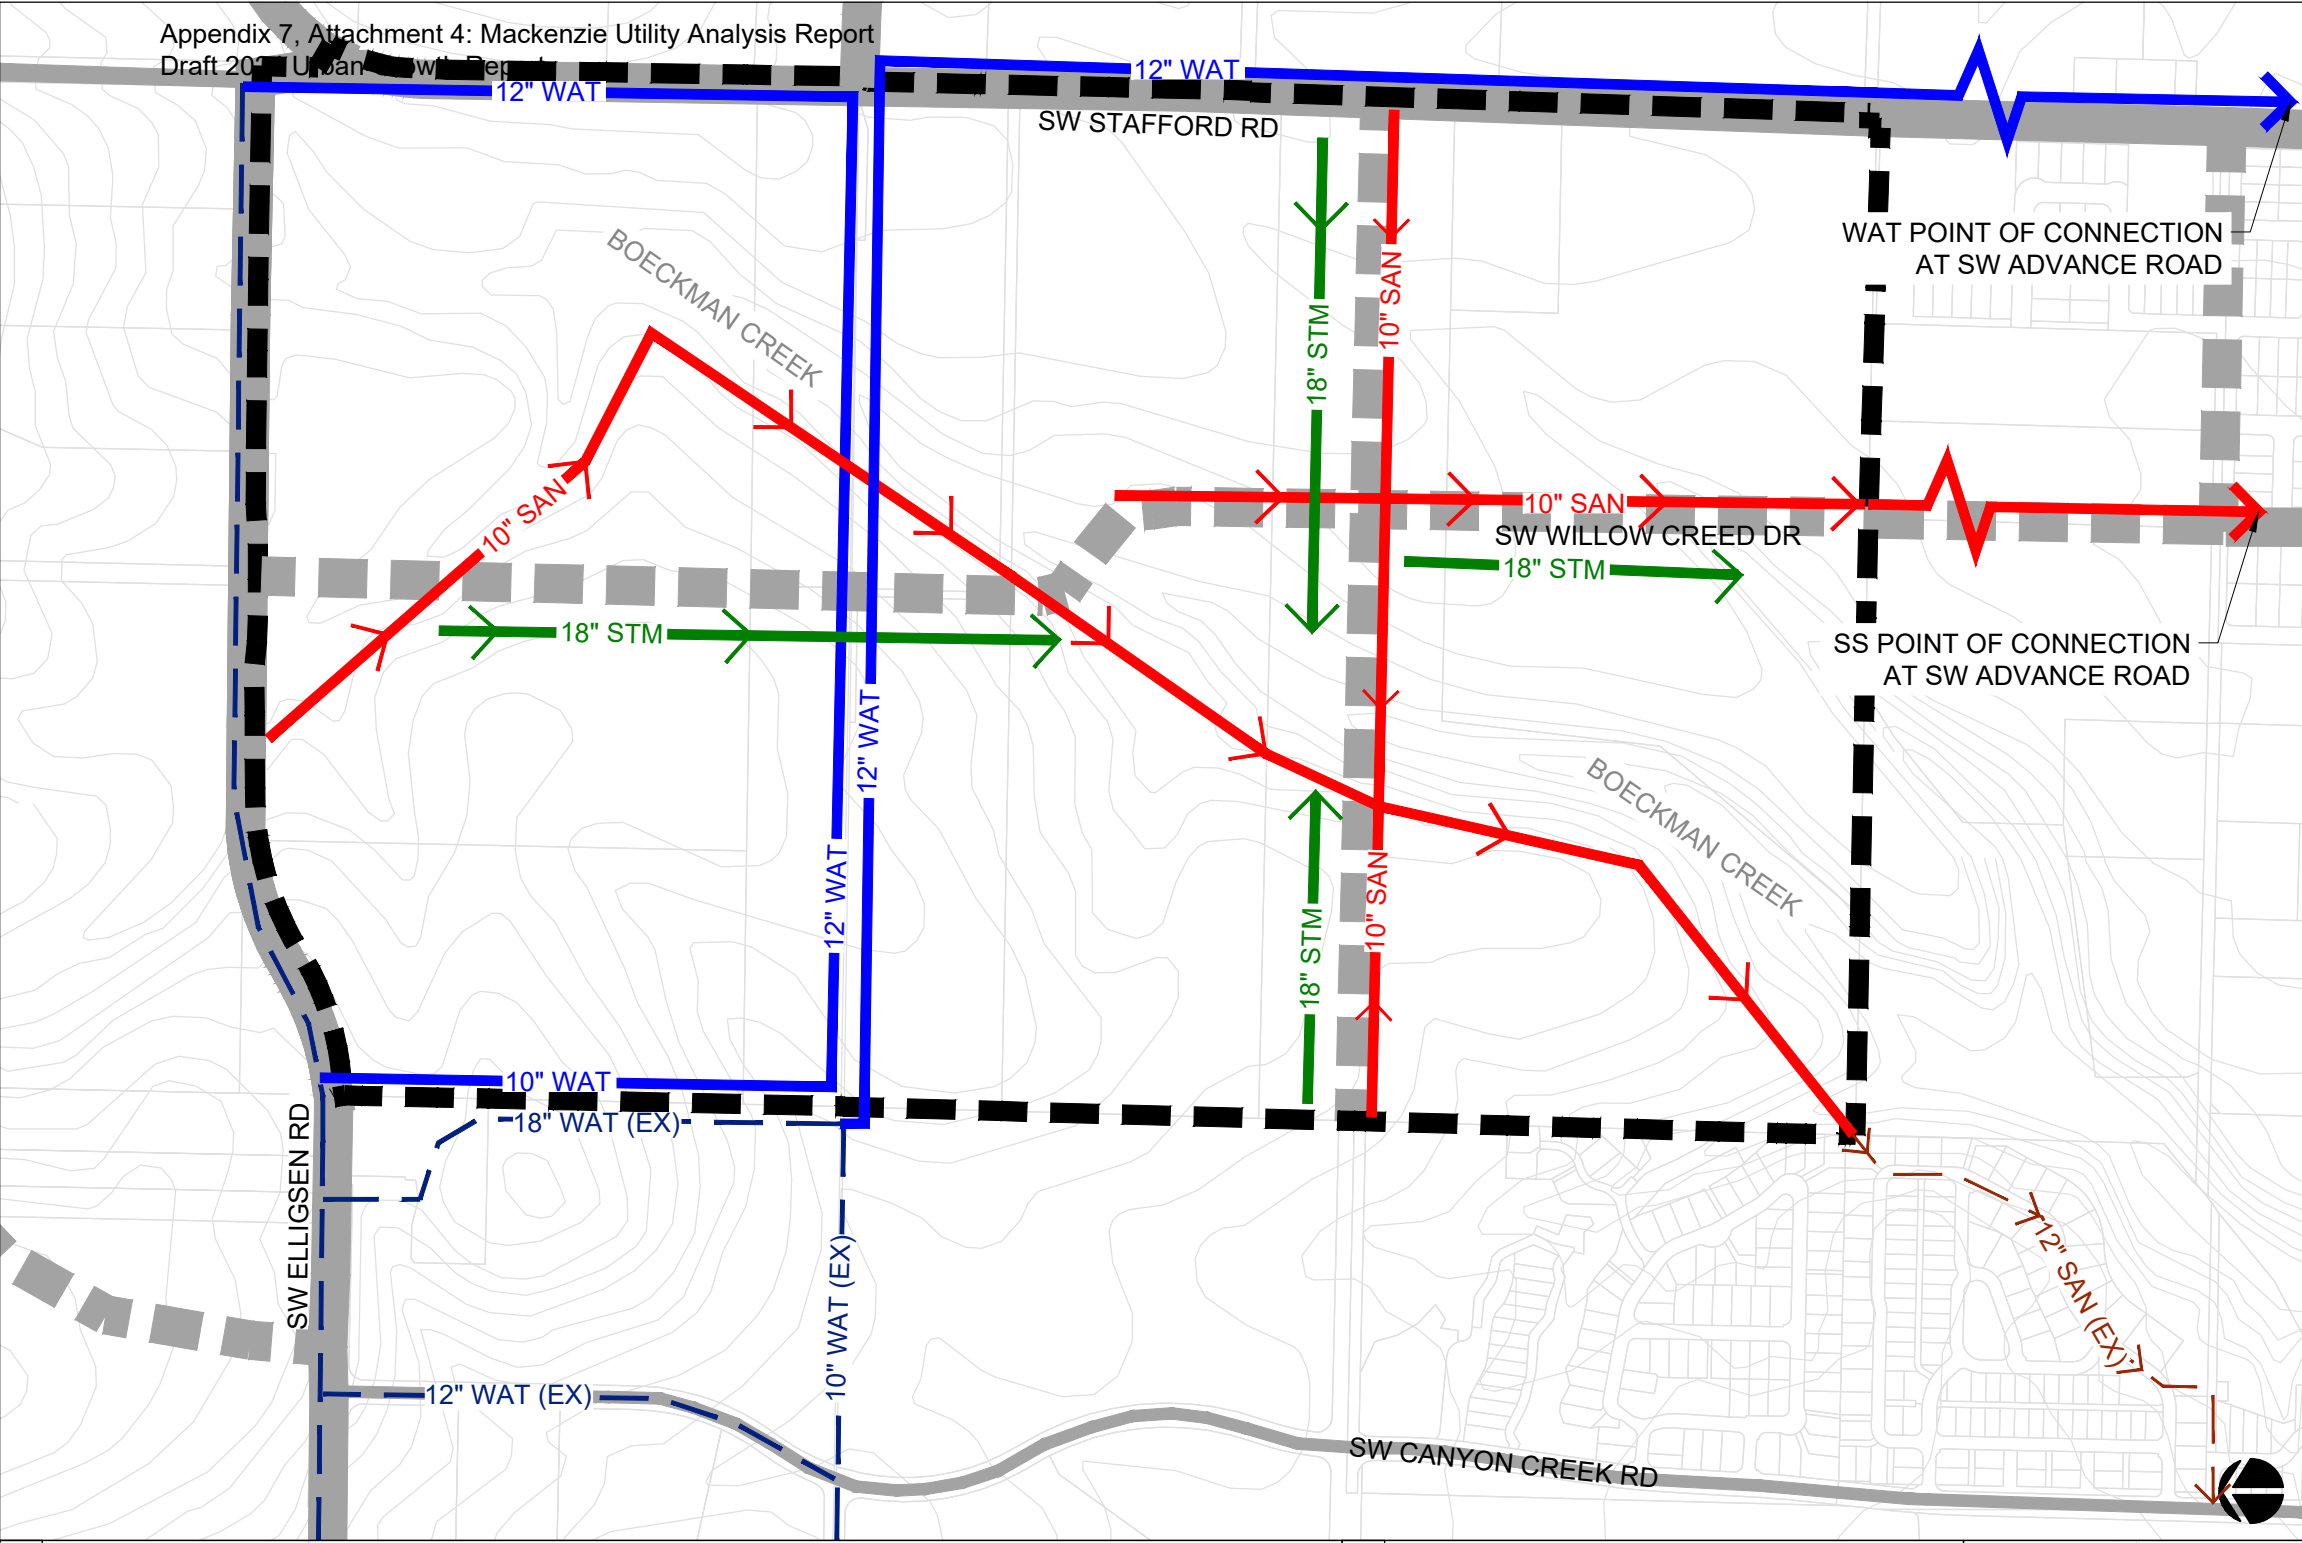 Appendix 7, Attachment 4: Mackenzie Utility Analysis Report
Draft Urban Growth Report
12" WAT
12" WAT
SW STAFFORD RD
WAT POINT OF CONNECTION
AT SW ADVANCE ROAD
BOECKMAN CREEK
10" SAN
18" STM
10" SAN
10" SAN
SW WILLOW CREED DR
18" STM
18" STM
SS POINT OF CONNECTION
AT SW ADVANCE ROAD
12" WAT
12" WAT
BOECKMAN CREEK
10" SAN
18" STM
10" WAT
18" WAT (EX)
SW ELLIGSEN RD
10" WAT (EX)
12" SAN (EX)
12" WAT (EX)
SW CANYON CREEK RD